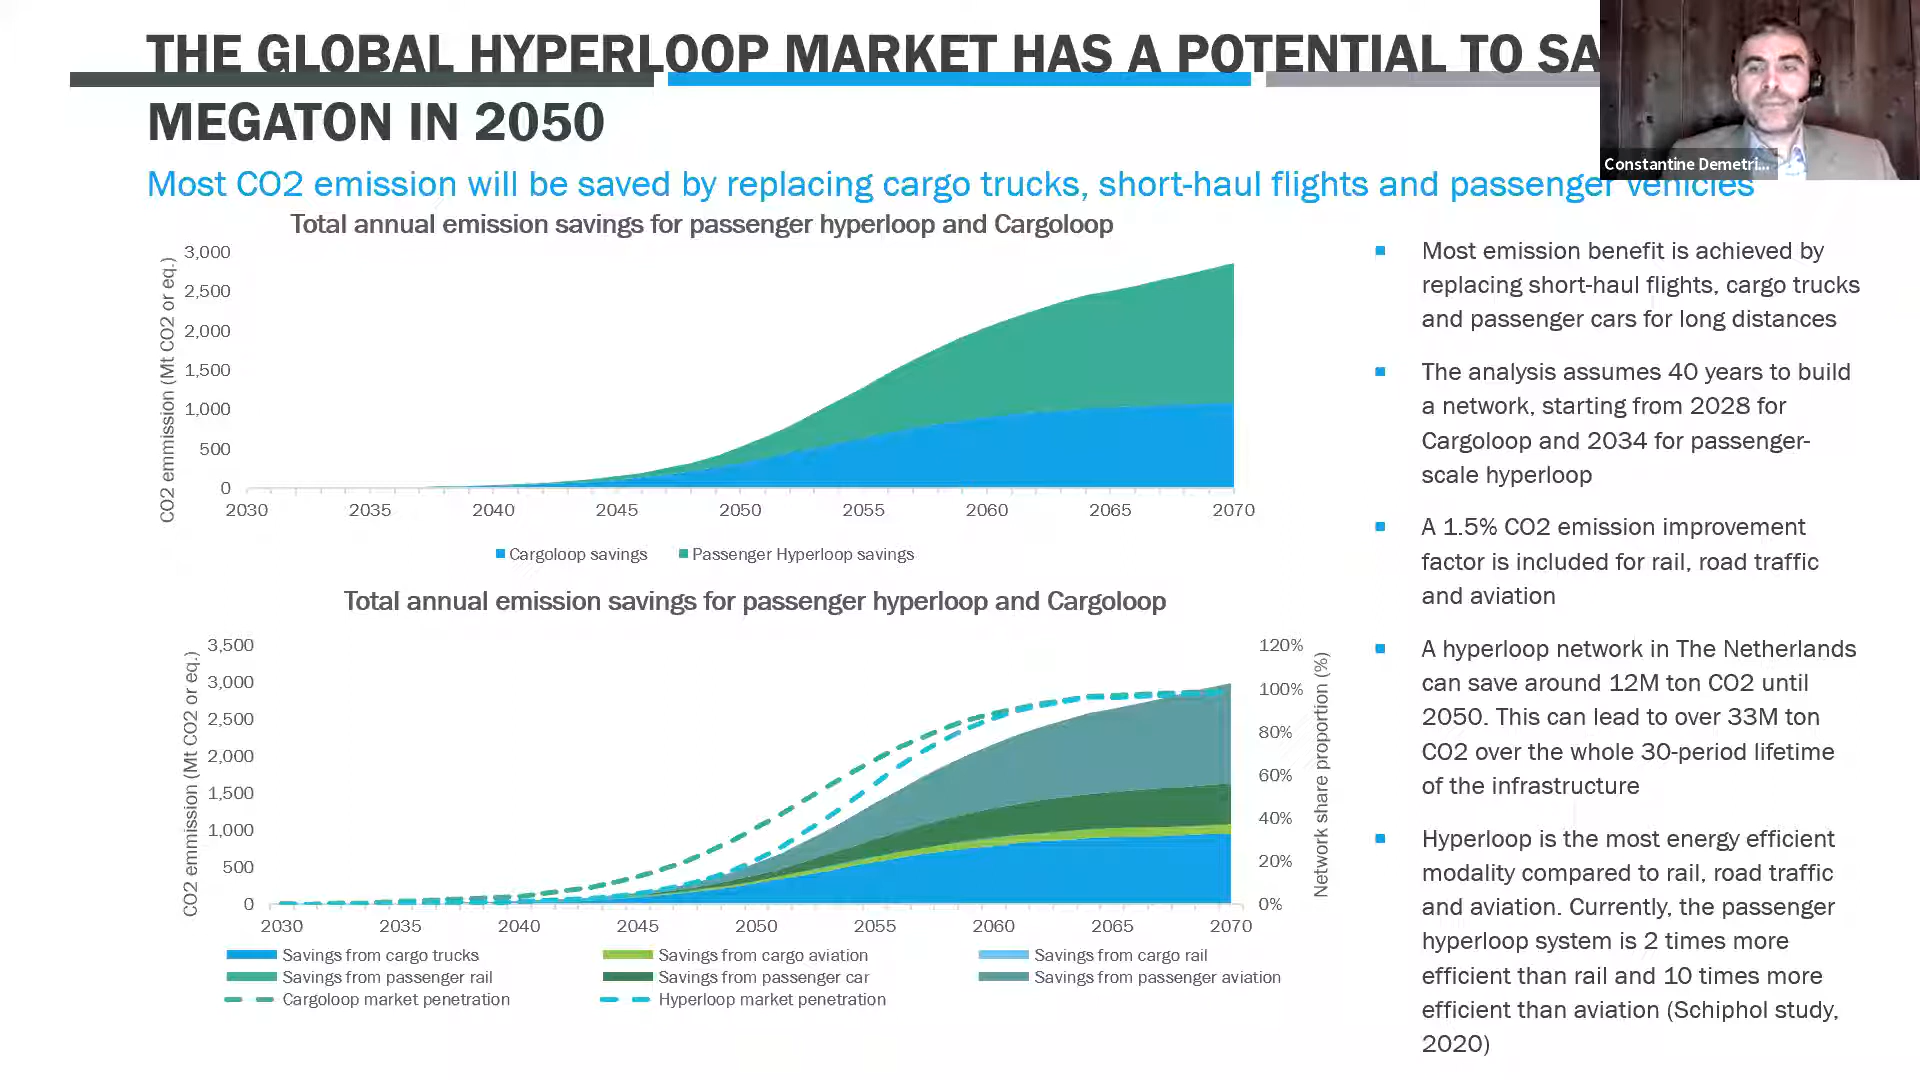 THE GLOBAL HYPERLOOP MARKET HAS A POTENTIAL TO
MEGATON IN 2050
Constantine Demetri...
Most CO2 emission will be saved by replacing cargo trucks, short-haul flights and passenger vehicles
Total annual emission savings for passenger hyperloop and Cargoloop
CO2 emmission (Mt CO2 or eq.)
3,000
2,500
2,000
1,500
1,000
500
0
2030 2035 2040 2045 2050 2055 2060 2065 2070
Cargoloop savings Passenger Hyperloop savings
Total annual emission savings for passenger hyperloop and Cargoloop
CO2 emmission (Mt CO2 or eq.)
3,500
3,000
2,500
2,000
1,500
1,000
500
0
120%
100%
80%
60%
40%
20%
0%
Network share proportion (%)
2030 2035 2040 2045 2050 2055 2060 2065 2070
Savings from cargo trucks Savings from cargo aviation Savings from cargo rail
Savings from passenger rail Savings from passenger car Savings from passenger aviation
Cargoloop market penetration Hyperloop market penetration
Most emission benefit is achieved by
replacing short-haul flights, cargo trucks
and passenger cars for long distances
The analysis assumes 40 years to build
a network, starting from 2028 for
Cargoloop and 2034 for passenger-
scale hyperloop
A 1.5% CO2 emission improvement
factor is included for rail, road traffic
and aviation
A hyperloop network in The Netherlands
can save around 12M ton CO2 until
2050. This can lead to over 33M ton
CO2 over the whole 30-period lifetime
of the infrastructure
Hyperloop is the most energy efficient
modality compared to rail, road traffic
and aviation. Currently, the passenger
hyperloop system is 2 times more
efficient than rail and 10 times more
efficient than aviation (Schiphol study,
2020)